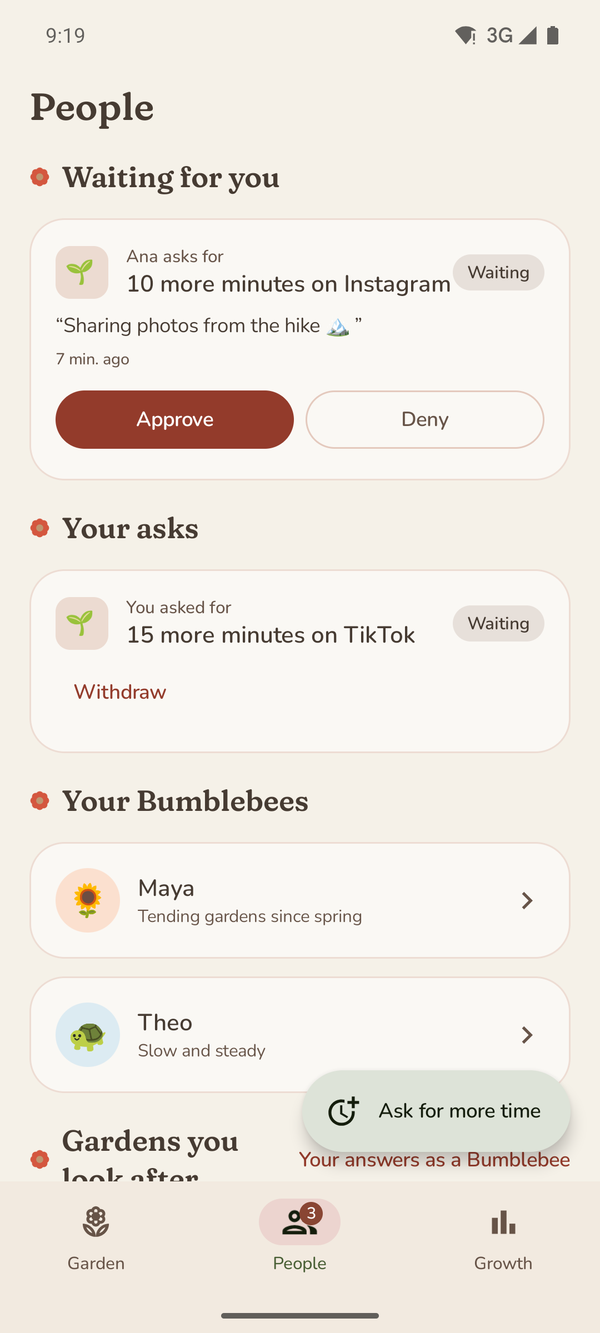 9:19
3G
People
Waiting for you
Ana asks for
10 more minutes on Instagram
Waiting
“Sharing photos from the hike 🏔️ ”
7 min. ago
Approve
Deny
Your asks
You asked for
15 more minutes on TikTok
Waiting
Withdraw
Your Bumblebees
Maya
Tending gardens since spring
Theo
Slow and steady
Ask for more time
Gardens you
look after
Your answers as a Bumblebee
3
Garden
People
Growth